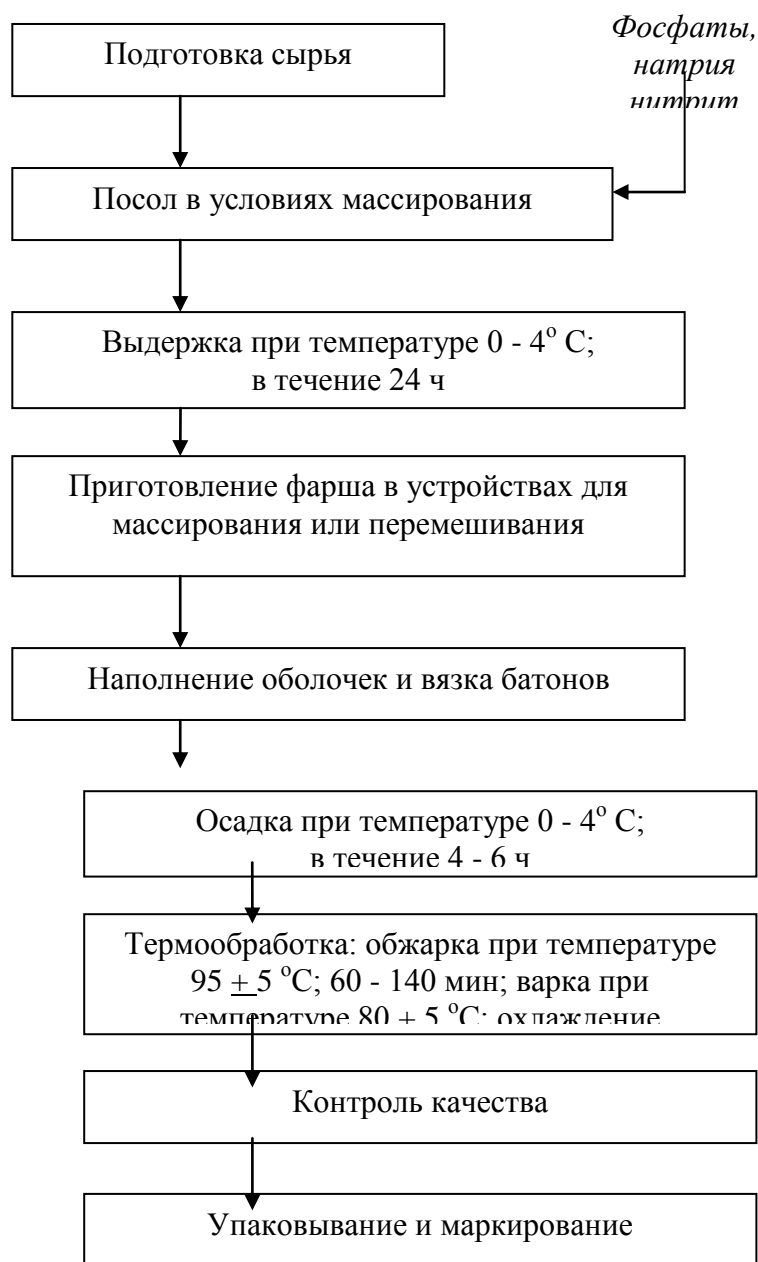 Подготовка сырья
Фосфаты,
натрия
нитрит
Посол в условиях массирования
Выдержка при температуре 0 - 4° С;
в течение 24 ч
Приготовление фарша в устройствах для
массирования или перемешивания
Наполнение оболочек и вязка батонов
Осадка при температуре 0 - 4° С;
в течение 4 - 6 ч
Термообработка: обжарка при температуре
95 ± 5 °С; 60 - 140 мин; варка при
температуре 80 ± 5 °С; охлаждение
Контроль качества
Упаковывание и маркирование